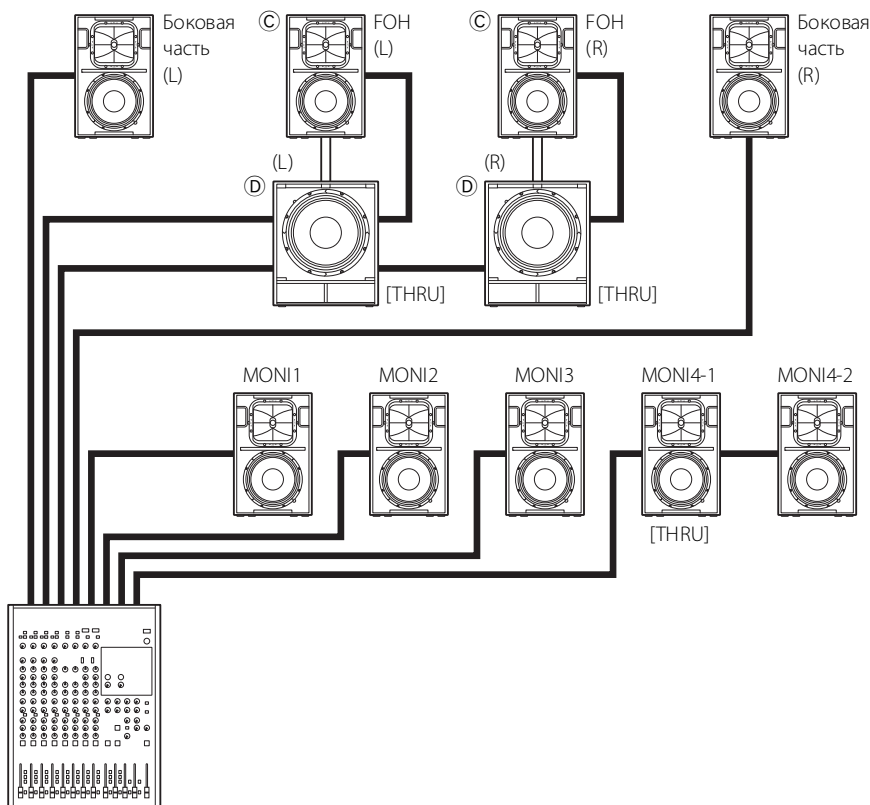 Боковая
часть
(L)
Ⓒ FOH
(L)
Ⓒ FOH
(R)
Боковая
часть
(R)
Ⓓ (L)
Ⓓ (R)
[THRU]
[THRU]
MONI1
MONI2
MONI3
MONI4-1
MONI4-2
[THRU]